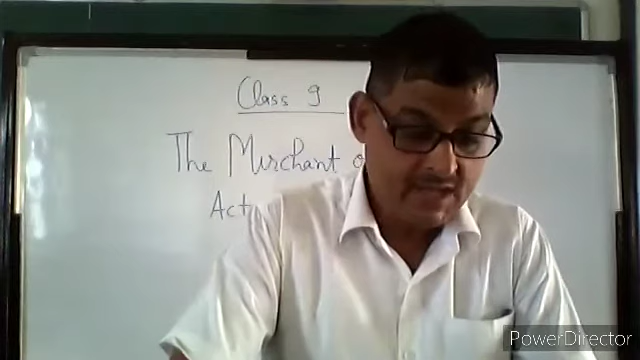 Class 9
The Merchant o
Act
PowerDirector